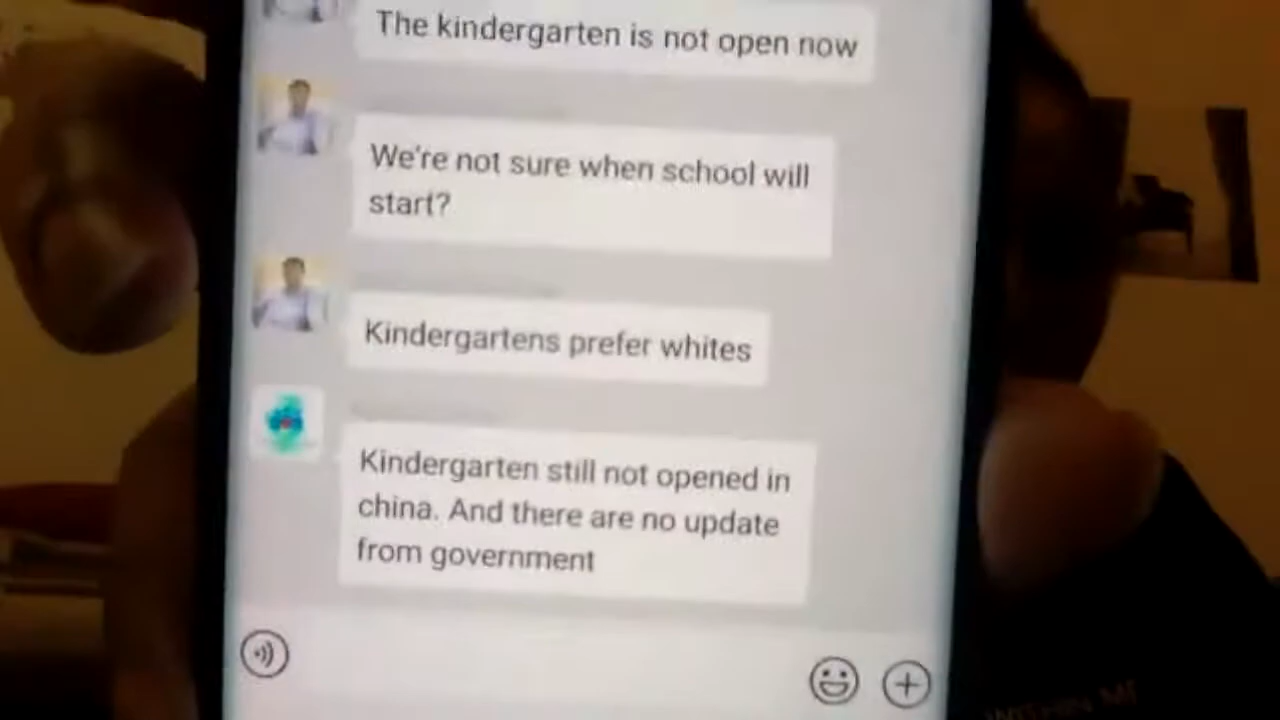 The kindergarten is not open now
We're not sure when school will
start?
Kindergartens prefer whites
Kindergarten still not opened in
china. And there are no update
from government